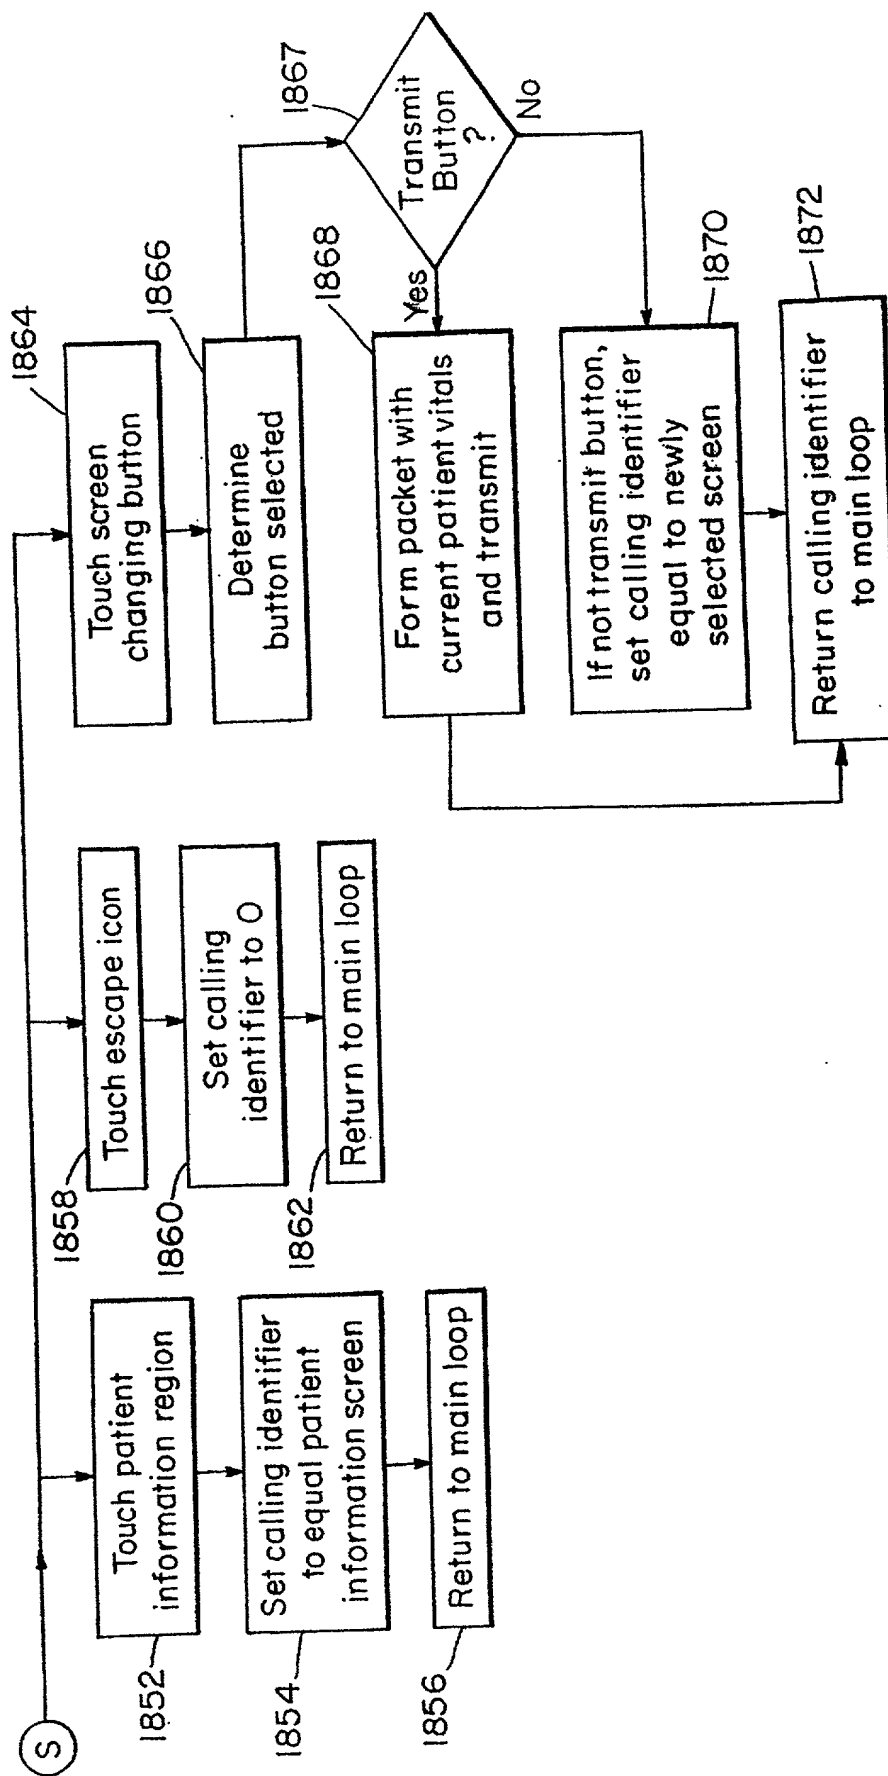 S
1852
Touch patient
information region
1854
Set calling identifier
to equal patient
information screen
1856
Return to main loop
1858
Touch escape icon
1860
Set calling
identifier to 0
1862
Return to main loop
1864
Touch screen
changing button
1866
Determine
button selected
1867
Transmit
Button
?
Yes
No
1868
Form packet with
current patient vitals
and transmit
1870
If not transmit button,
set calling identifier
equal to newly
selected screen
1872
Return calling identifier
to main loop